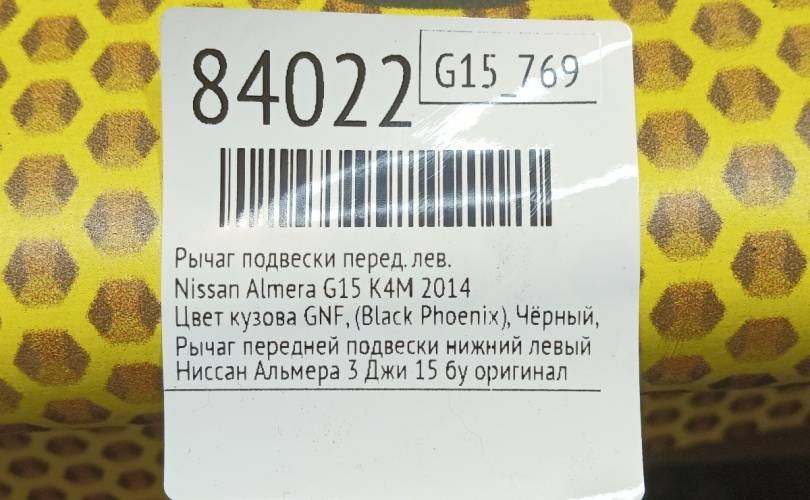 84022
G15_769
Рычаг подвески перед. лев.
Nissan Almera G15 K4M 2014
Цвет кузова GNF, (Black Phoenix), Чёрный,
Рычаг передней подвески нижний левый
Ниссан Альмера 3 Джи 15 бу оригинал